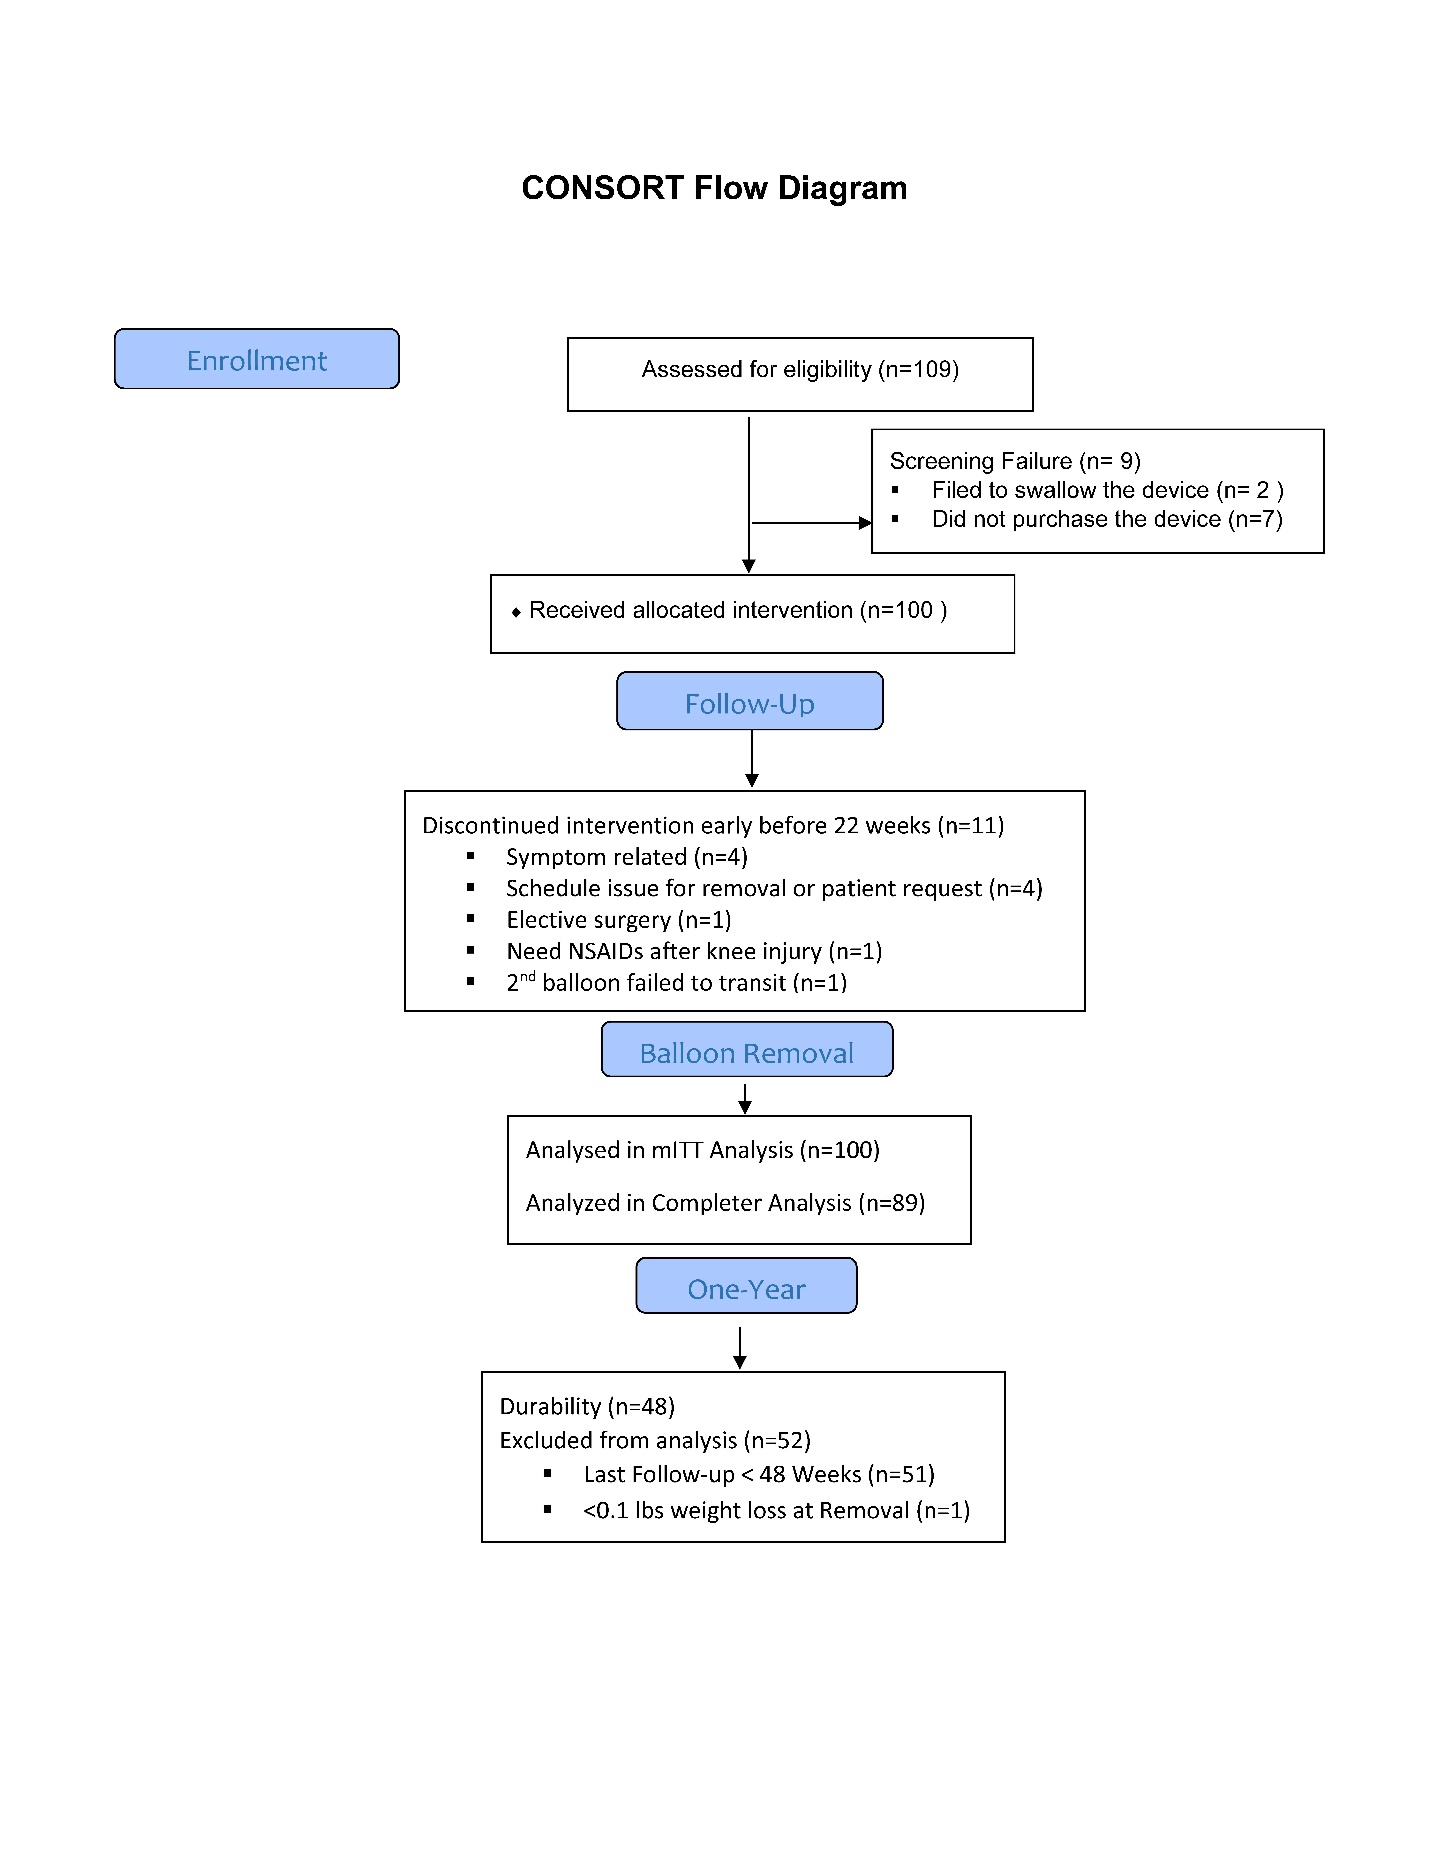 CONSORT Flow Diagram
Enrollment
Assessed for eligibility (n=109)
Screening Failure (n= 9)
▪ Filed to swallow the device (n= 2 )
▪ Did not purchase the device (n=7)
⬧ Received allocated intervention (n=100 )
Follow-Up
Discontinued intervention early before 22 weeks (n=11)
▪ Symptom related (n=4)
▪ Schedule issue for removal or patient request (n=4)
▪ Elective surgery (n=1)
▪ Need NSAIDs after knee injury (n=1)
▪ 2nd balloon failed to transit (n=1)
Balloon Removal
Analysed in mITT Analysis (n=100)
Analyzed in Completer Analysis (n=89)
One-Year
Durability (n=48)
Excluded from analysis (n=52)
▪ Last Follow-up < 48 Weeks (n=51)
▪ <0.1 lbs weight loss at Removal (n=1)